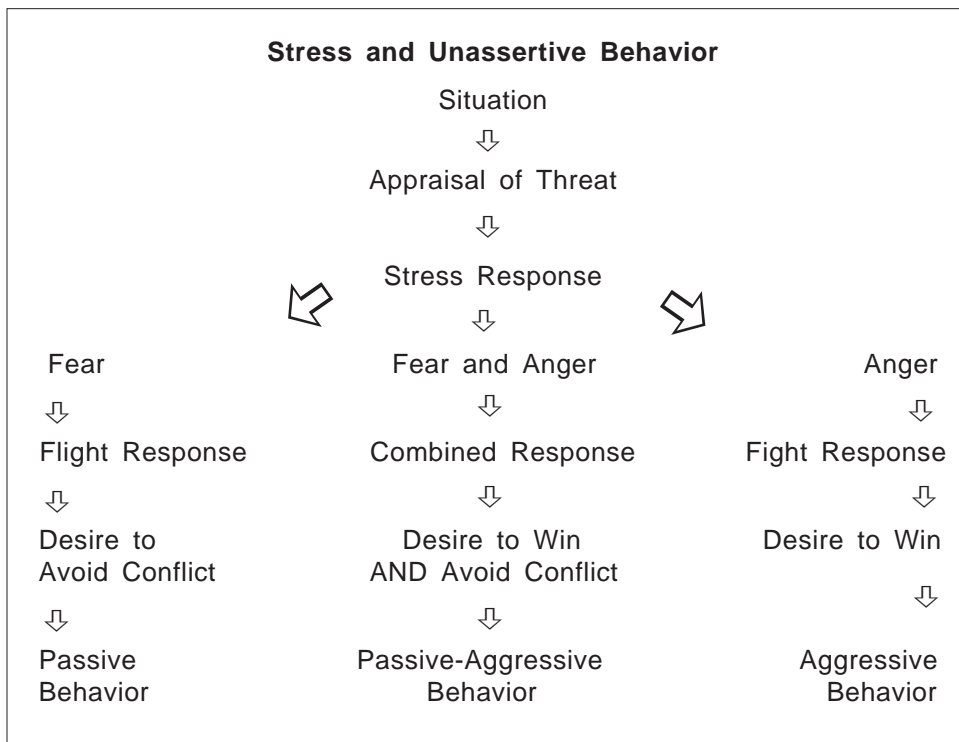 Stress and Unassertive Behavior
Situation
Appraisal of Threat
Stress Response
Fear
Fear and Anger
Anger
Flight Response
Combined Response
Fight Response
Desire to
Avoid Conflict
Desire to Win
AND Avoid Conflict
Desire to Win
Passive
Behavior
Passive-Aggressive
Behavior
Aggressive
Behavior